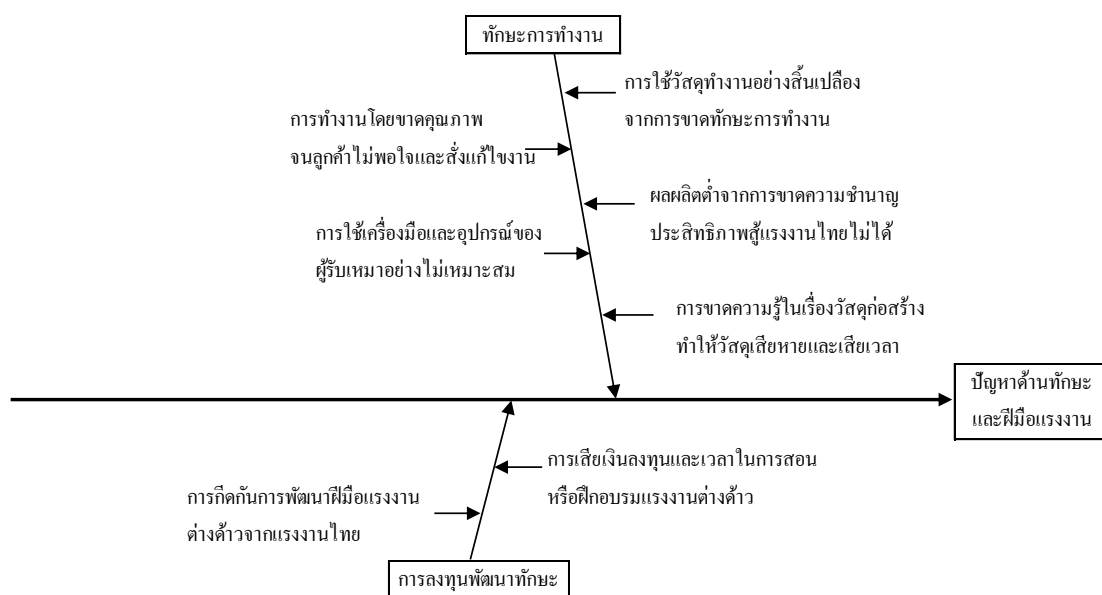 ทักษะการทำงาน
การใช้วัสดุทำงานอย่างสิ้นเปลือง
จากการขาดทักษะการทำงาน
การทำงานโดยขาดคุณภาพ
จนลูกค้าไม่พอใจและสั่งแก้ไขงาน
ผลผลิตต่ำจากการขาดความชำนาญ
ประสิทธิภาพสู้แรงงานไทยไม่ได้
การใช้เครื่องมือและอุปกรณ์ของ
ผู้รับเหมาอย่างไม่เหมาะสม
การขาดความรู้ในเรื่องวัสดุก่อสร้าง
ทำให้วัสดุเสียหายและเสียเวลา
ปัญหาด้านทักษะ
และฝีมือแรงงาน
การเสียเงินลงทุนและเวลาในการสอน
หรือฝึกอบรมแรงงานต่างด้าว
การกีดกันการพัฒนาฝีมือแรงงาน
ต่างด้าวจากแรงงานไทย
การลงทุนพัฒนาทักษะ